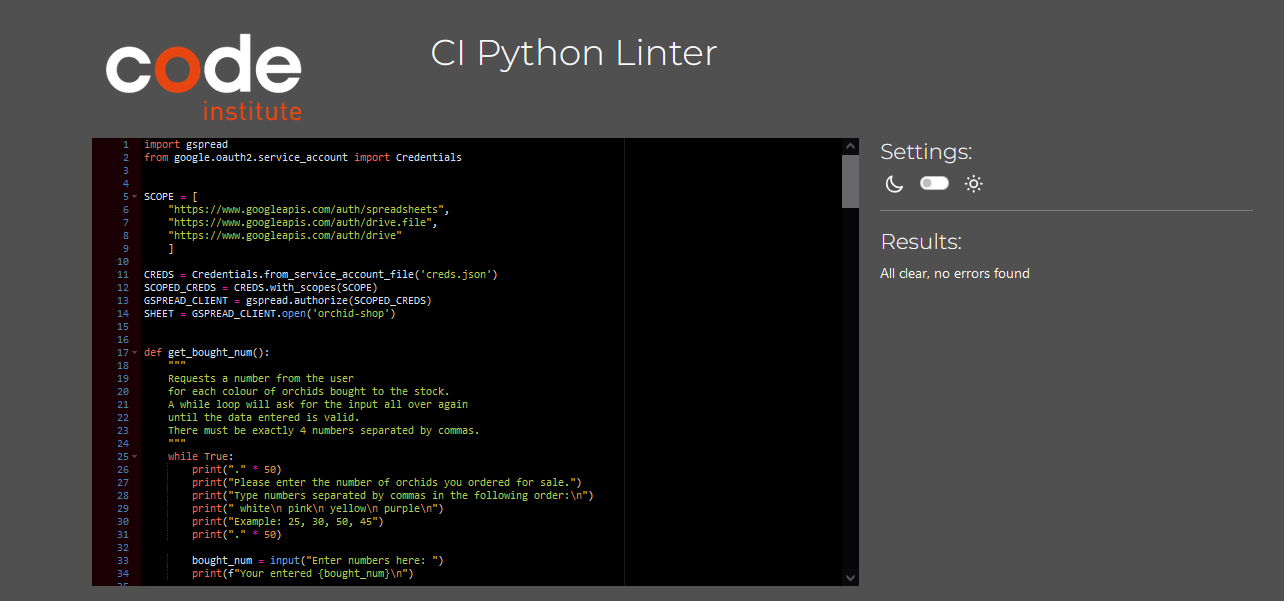 code
institute
CI Python Linter
1 import gspread
2 from google.oauth2.service_account import Credentials
3
4
5 SCOPE = [
6     "https://www.googleapis.com/auth/spreadsheets",
7     "https://www.googleapis.com/auth/drive.file",
8     "https://www.googleapis.com/auth/drive"
9     ]
10
11 CREDS = Credentials.from_service_account_file('creds.json')
12 SCOPED_CREDS = CREDS.with_scopes(SCOPE)
13 GSPREAD_CLIENT = gspread.authorize(SCOPED_CREDS)
14 SHEET = GSPREAD_CLIENT.open('orchid-shop')
15
16
17 def get_bought_num():
18     """
19     Requests a number from the user
20     for each colour of orchids bought to the stock.
21     A while loop will ask for the input all over again
22     until the data entered is valid.
23     There must be exactly 4 numbers separated by commas.
24     """
25     while True:
26         print("." * 50)
27         print("Please enter the number of orchids you ordered for sale.")
28         print("Type numbers separated by commas in the following order:\n")
29         print(" white\n pink\n yellow\n purple\n")
30         print("Example: 25, 30, 50, 45")
31         print("." * 50)
32
33         bought_num = input("Enter numbers here: ")
34         print(f"Your entered {bought_num}\n")
Settings:
Results:
All clear, no errors found